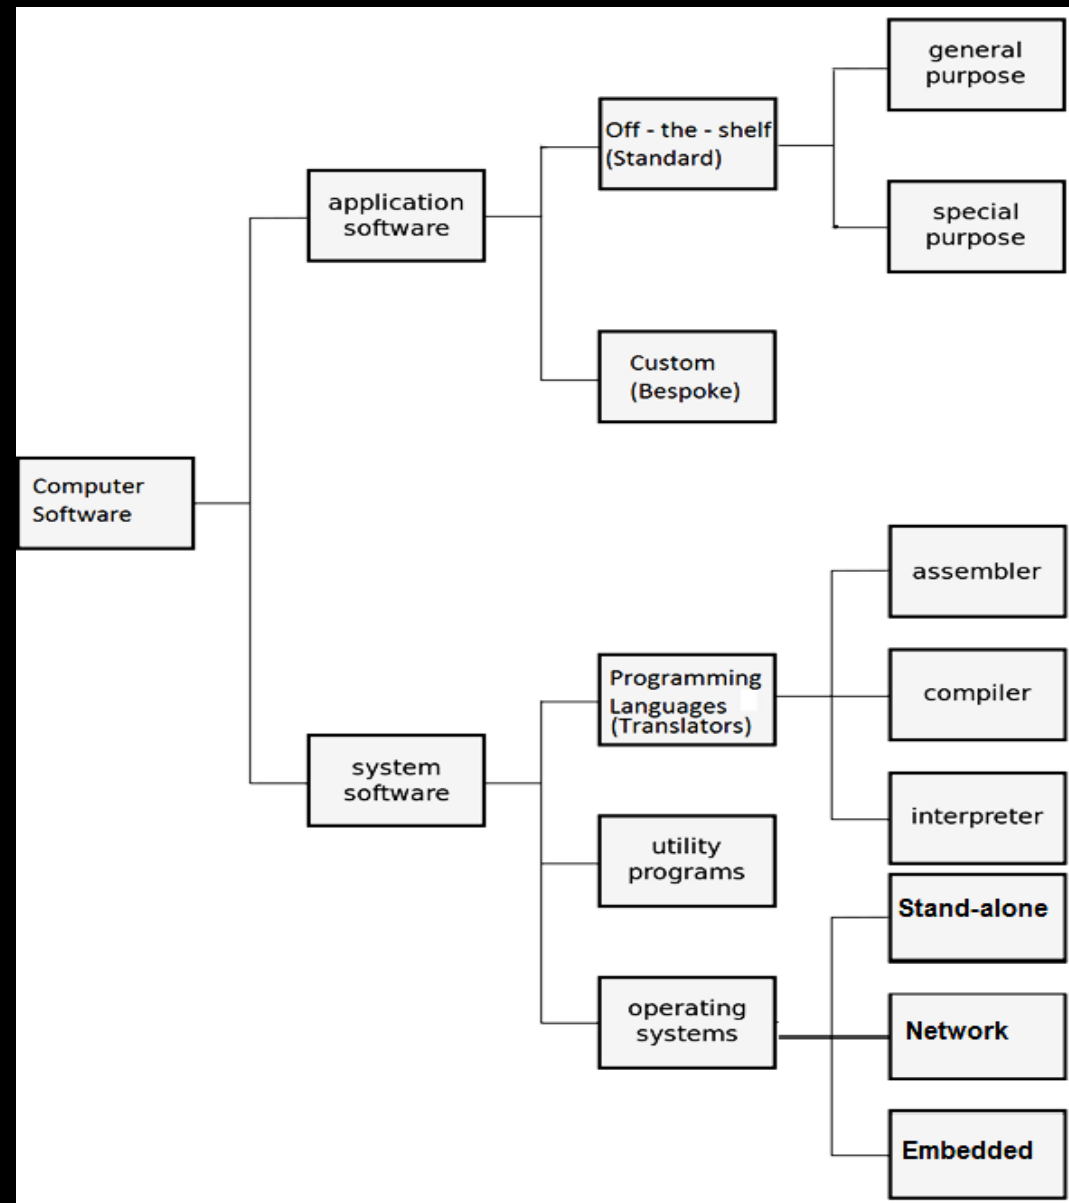 general
purpose
Off - the - shelf
(Standard)
application
software
special
purpose
Custom
(Bespoke)
Computer
Software
assembler
Programming
Languages
(Translators)
compiler
system
software
interpreter
utility
programs
Stand-alone
operating
systems
Network
Embedded